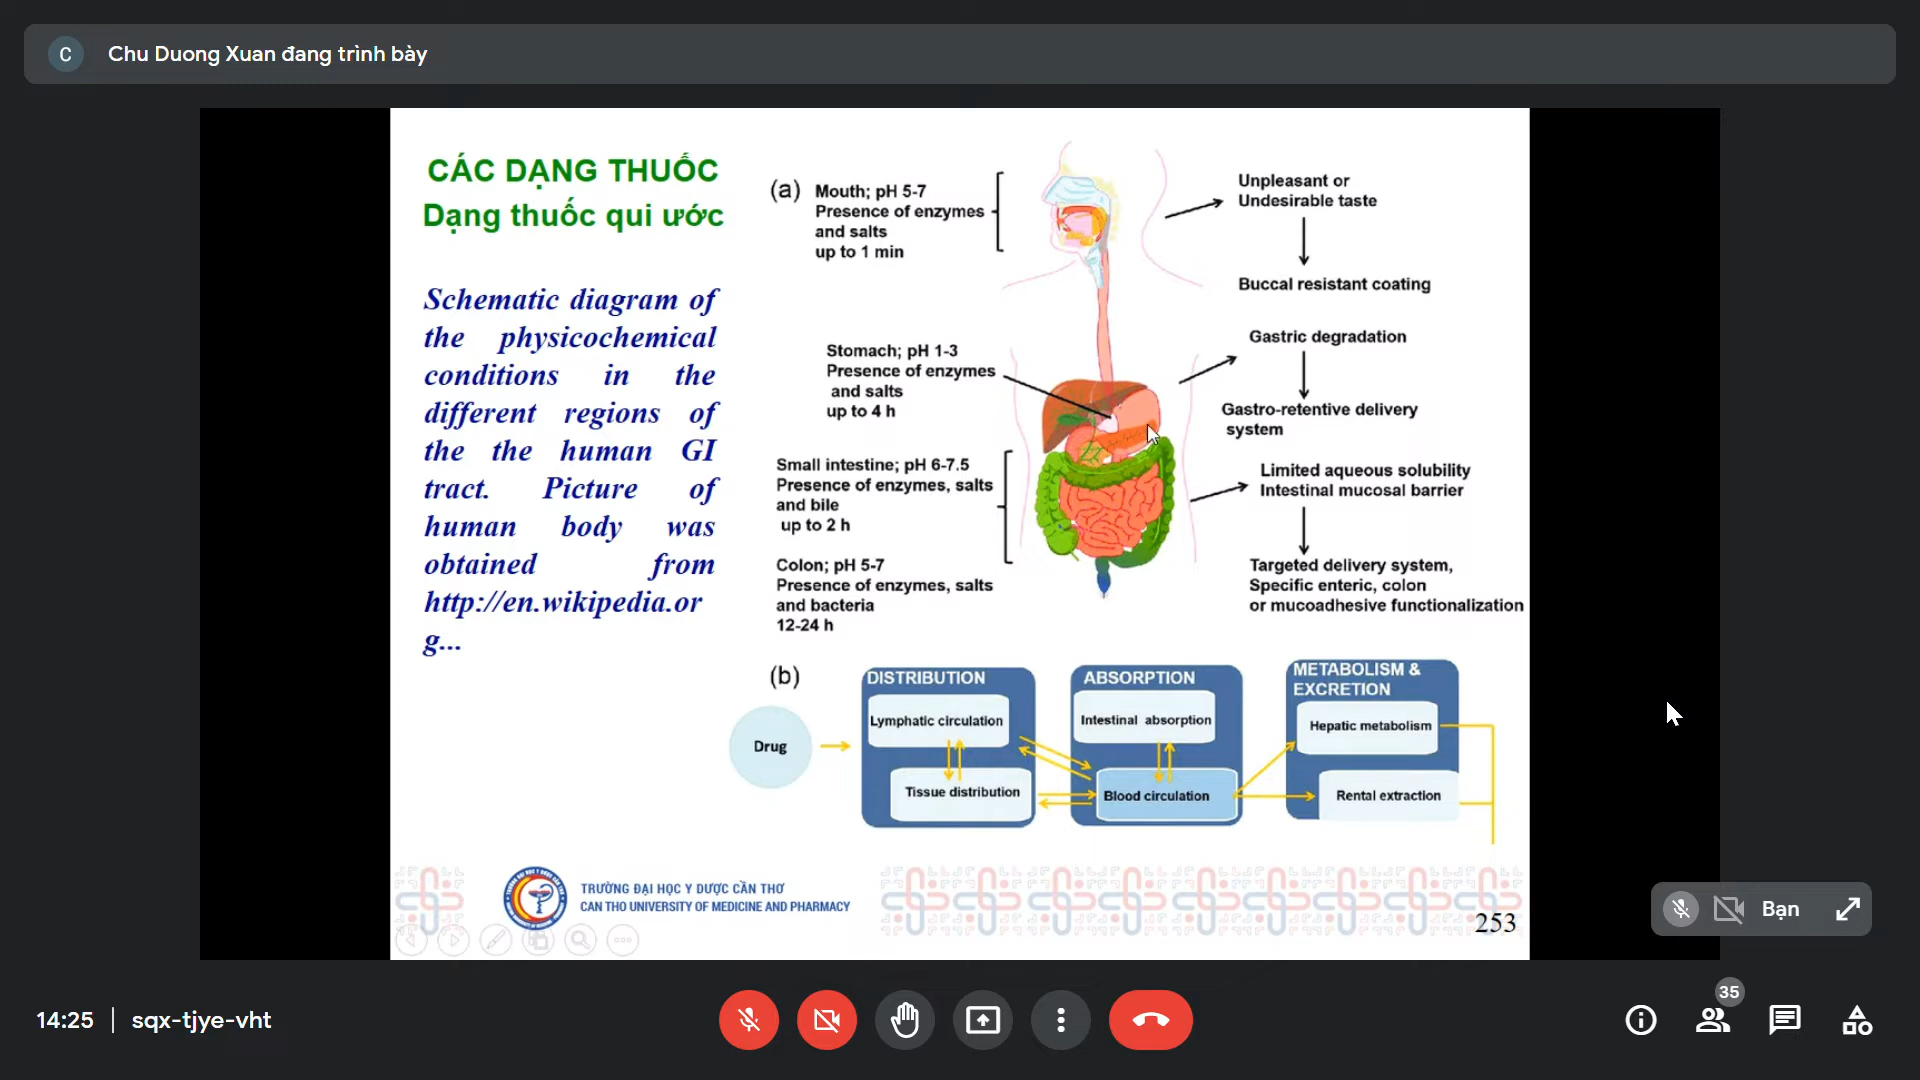 C
Chu Duong Xuan đang trình bày
CÁC DẠNG THUỐC
Dạng thuốc qui ước
Schematic diagram of
the physicochemical
conditions in the
different regions of
the the human GI
tract. Picture of
human body was
obtained from
http://en.wikipedia.or
g...
(a)
Mouth; pH 5-7
Presence of enzymes
and salts
up to 1 min
Unpleasant or
Undesirable taste
Buccal resistant coating
Stomach; pH 1-3
Presence of enzymes
and salts
up to 4 h
Gastric degradation
Gastro-retentive delivery
system
Small intestine; pH 6-7.5
Presence of enzymes, salts
and bile
up to 2 h
Limited aqueous solubility
Intestinal mucosal barrier
Colon; pH 5-7
Presence of enzymes, salts
and bacteria
12-24 h
Targeted delivery system,
Specific enteric, colon
or mucoadhesive functionalization
(b)
Drug
DISTRIBUTION
Lymphatic circulation
Tissue distribution
ABSORPTION
Intestinal absorption
Blood circulation
METABOLISM &
EXCRETION
Hepatic metabolism
Rental extraction
TRƯỜNG ĐẠI HỌC Y DƯỢC CẦN THƠ
CAN THO UNIVERSITY OF MEDICINE AND PHARMACY
253
Bạn
14:25 | sqx-tjye-vht
35